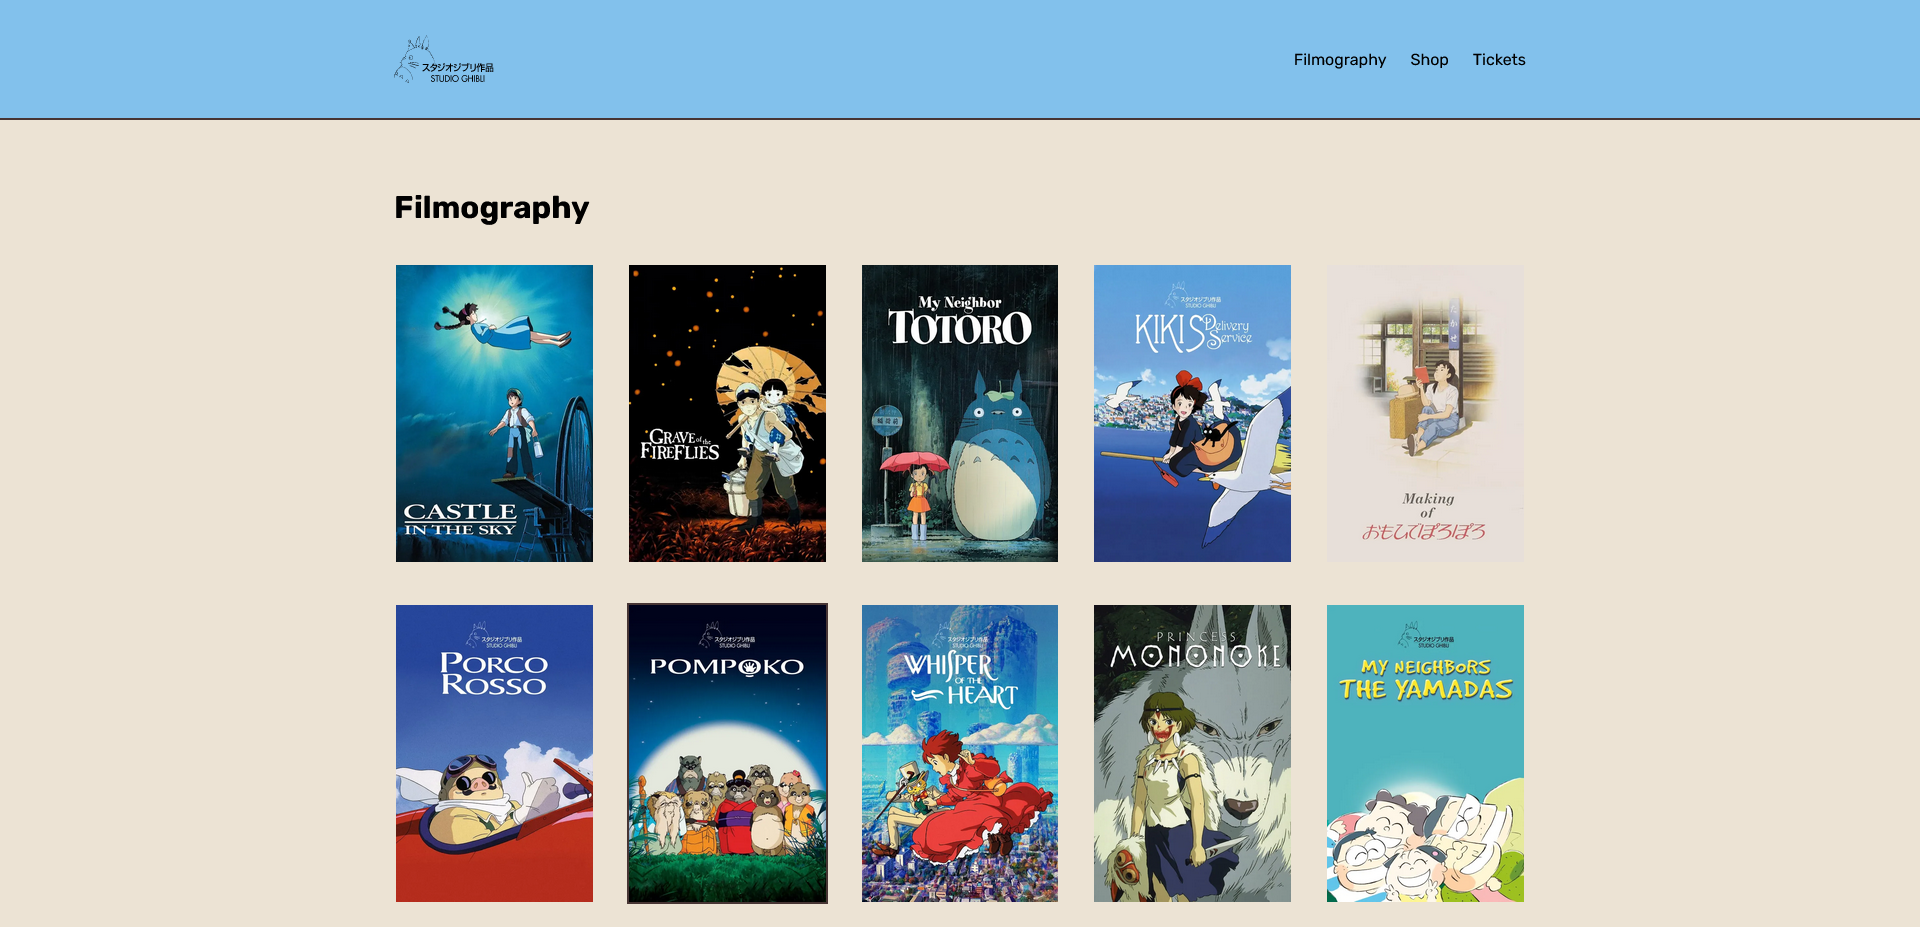 スタジオジブリ作品
STUDIO GHIBLI
Filmography
Shop
Tickets
Filmography
CASTLE
IN THE SKY
GRAVE of the
FIREFLIES
My Neighbor
TOTORO
スタジオジブリ作品
STUDIO GHIBLI
KIKI'S Delivery
Service
たかせ
Making
of
おもひでぽろぽろ
スタジオジブリ作品
STUDIO GHIBLI
PORCO
ROSSO
スタジオジブリ作品
STUDIO GHIBLI
POM POKO
スタジオジブリ作品
STUDIO GHIBLI
WHISPER
OF THE
HEART
PRINCESS
MONONOKE
スタジオジブリ作品
STUDIO GHIBLI
MY NEIGHBORS
THE YAMADAS